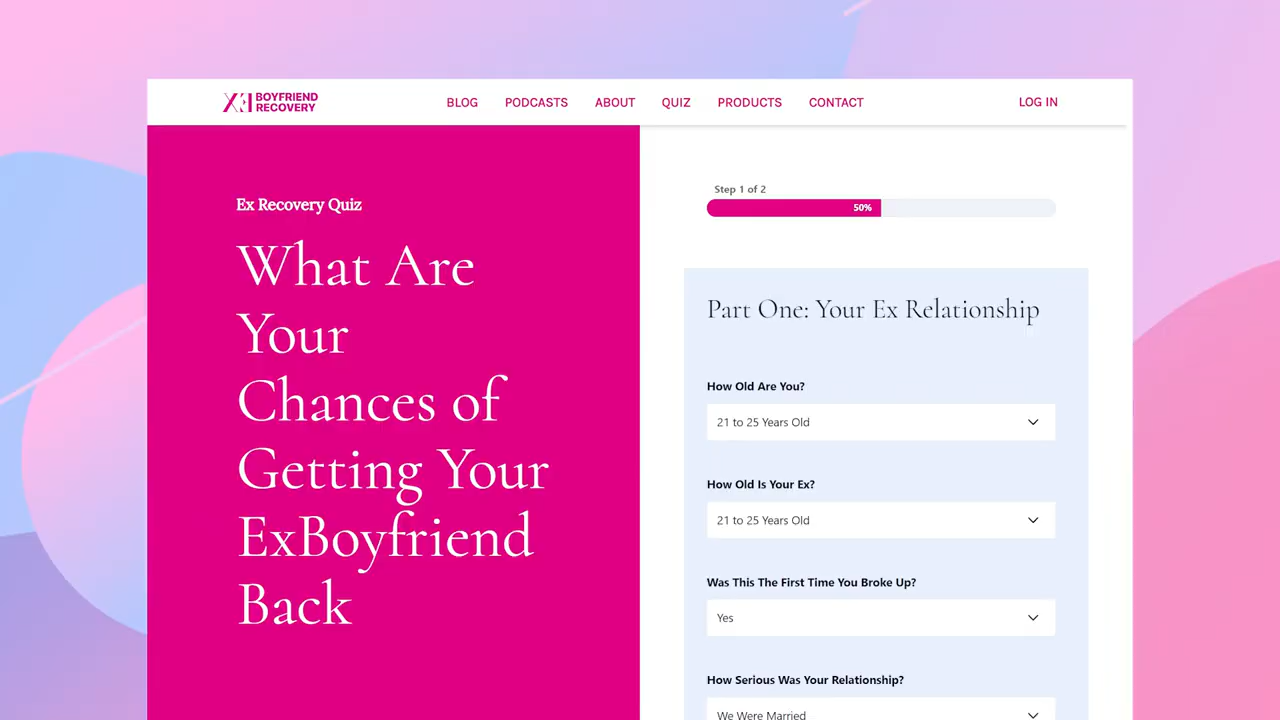 BOYFRIEND
RECOVERY
BLOG PODCASTS ABOUT QUIZ PRODUCTS CONTACT LOG IN
Ex Recovery Quiz
What Are
Your
Chances of
Getting Your
ExBoyfriend
Back
Step 1 of 2
50%
Part One: Your Ex Relationship
How Old Are You?
21 to 25 Years Old
How Old Is Your Ex?
21 to 25 Years Old
Was This The First Time You Broke Up?
Yes
How Serious Was Your Relationship?
We Were Married